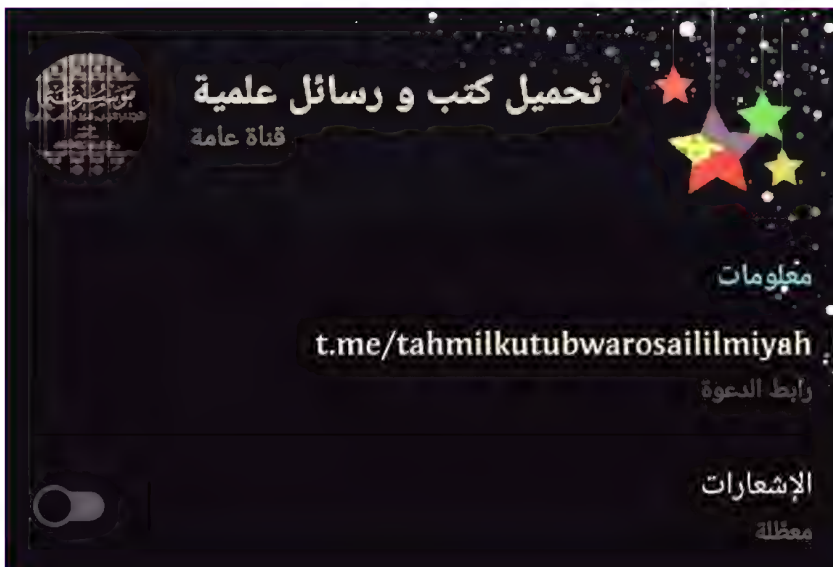 تحميل كتب و رسائل علمية
قناة عامة
معلومات
t.me/tahmilkutubwarosaililmiyah
رابط الدعوة
الإشعارات
معطّلة